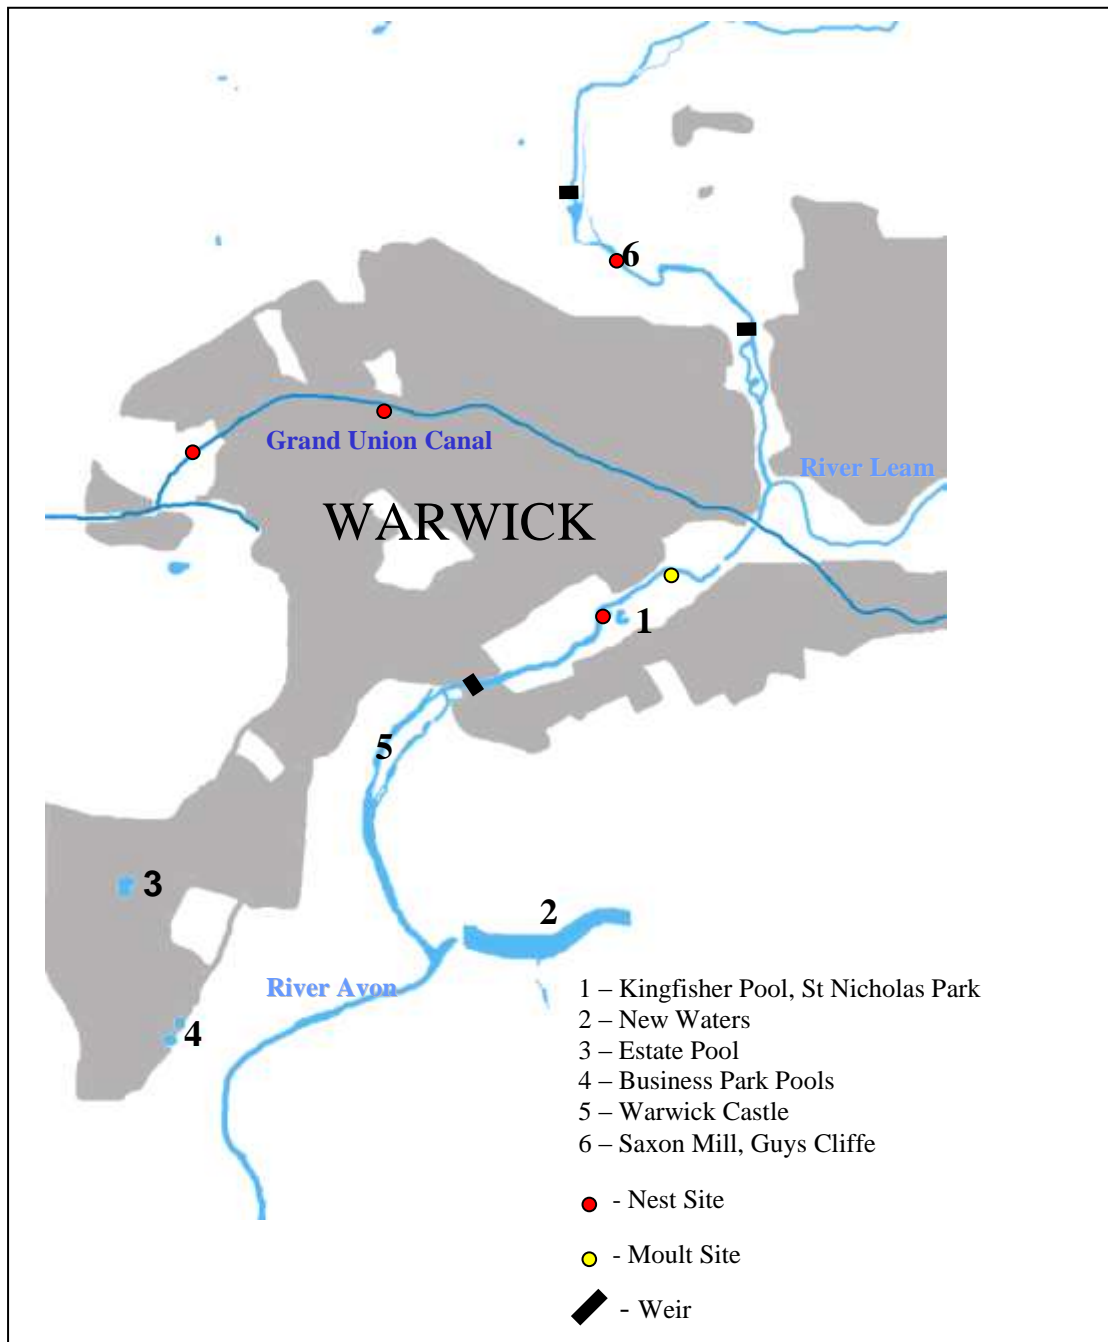 6
Grand Union Canal
River Leam
WARWICK
1
5
3
2
River Avon
4
1 – Kingfisher Pool, St Nicholas Park
2 – New Waters
3 – Estate Pool
4 – Business Park Pools
5 – Warwick Castle
6 – Saxon Mill, Guys Cliffe
- Nest Site
- Moult Site
- Weir